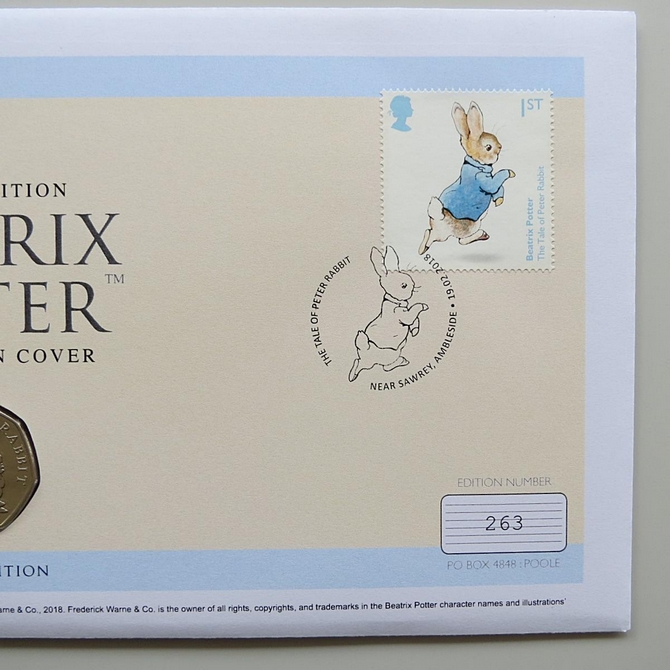 ITION
RIX
TER™
N COVER
1ST
Beatrix Potter
The Tale of Peter Rabbit
THE TALE OF PETER RABBIT
19.02.2018 •
NEAR SAWREY, AMBLESIDE
RABBIT
EDITION NUMBER
263
PO BOX 4848 : POOLE
ITION
arne & Co., 2018. Frederick Warne & Co. is the owner of all rights, copyrights, and trademarks in the Beatrix Potter character names and illustrations'